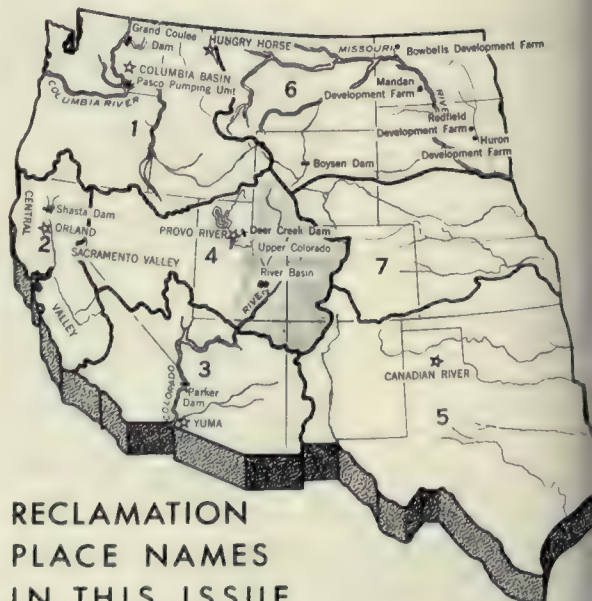 Grand Coulee
Dam
HUNGRY HORSE
MISSOURI
Bowbells Development Farm
COLUMBIA BASIN
Pasco Pumping Unit
COLUMBIA RIVER
6
Mandan
Development Farm
RIVER
Redfield
Development Farm
Huron
Development Farm
1
Boysen Dam
CENTRAL
Shasta Dam
2
ORLAND
SACRAMENTO VALLEY
VALLEY
PROVO RIVER
Deer Creek Dam
4
Upper Colorado
River Basin
RIVER
7
3
COLORADO
Parker
Dam
YUMA
CANADIAN RIVER
5
RECLAMATION
PLACE NAMES
IN THIS ISSUE